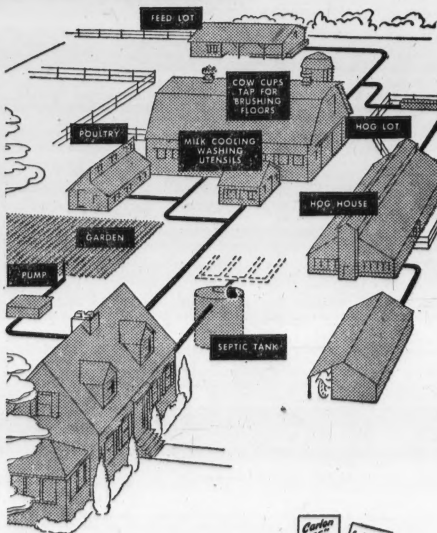 FEED LOT
COW CUPS
TAP FOR
BRUSHING
FLOORS
POULTRY
MILK COOLING
WASHING
UTENSILS
HOG LOT
HOG HOUSE
GARDEN
PUMP
SEPTIC TANK
Carlon